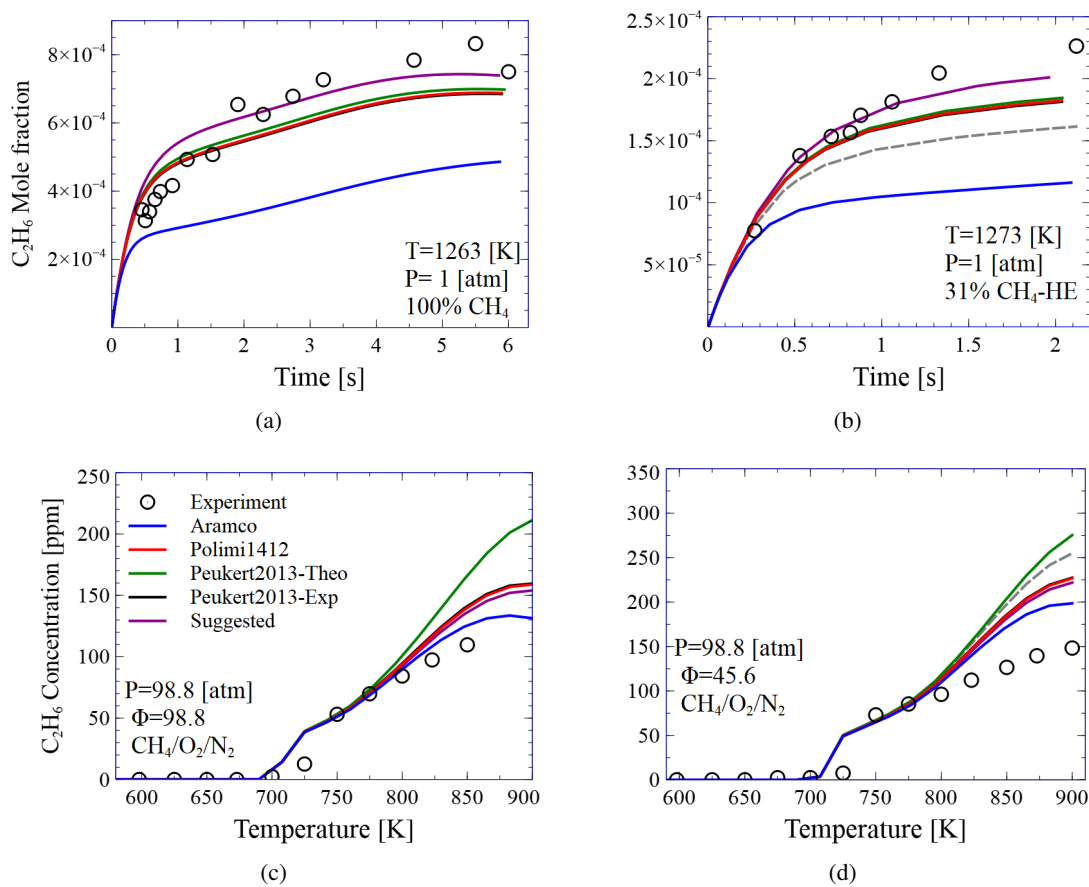 8×10⁻⁴
6×10⁻⁴
4×10⁻⁴
2×10⁻⁴
C₂H₆ Mole fraction
T=1263 [K]
P= 1 [atm]
100% CH₄
0 1 2 3 4 5 6
Time [s]
(a)
2.5×10⁻⁴
2×10⁻⁴
1.5×10⁻⁴
1×10⁻⁴
5×10⁻⁵
T=1273 [K]
P=1 [atm]
31% CH₄-HE
0 0.5 1 1.5 2
Time [s]
(b)
250
200
150
100
50
0
C₂H₆ Concentration [ppm]
Experiment
Aramco
Polimi1412
Peukert2013-Theo
Peukert2013-Exp
Suggested
P=98.8 [atm]
Φ=98.8
CH₄/O₂/N₂
600 650 700 750 800 850 900
Temperature [K]
(c)
350
300
250
200
150
100
50
0
P=98.8 [atm]
Φ=45.6
CH₄/O₂/N₂
600 650 700 750 800 850 900
Temperature [K]
(d)